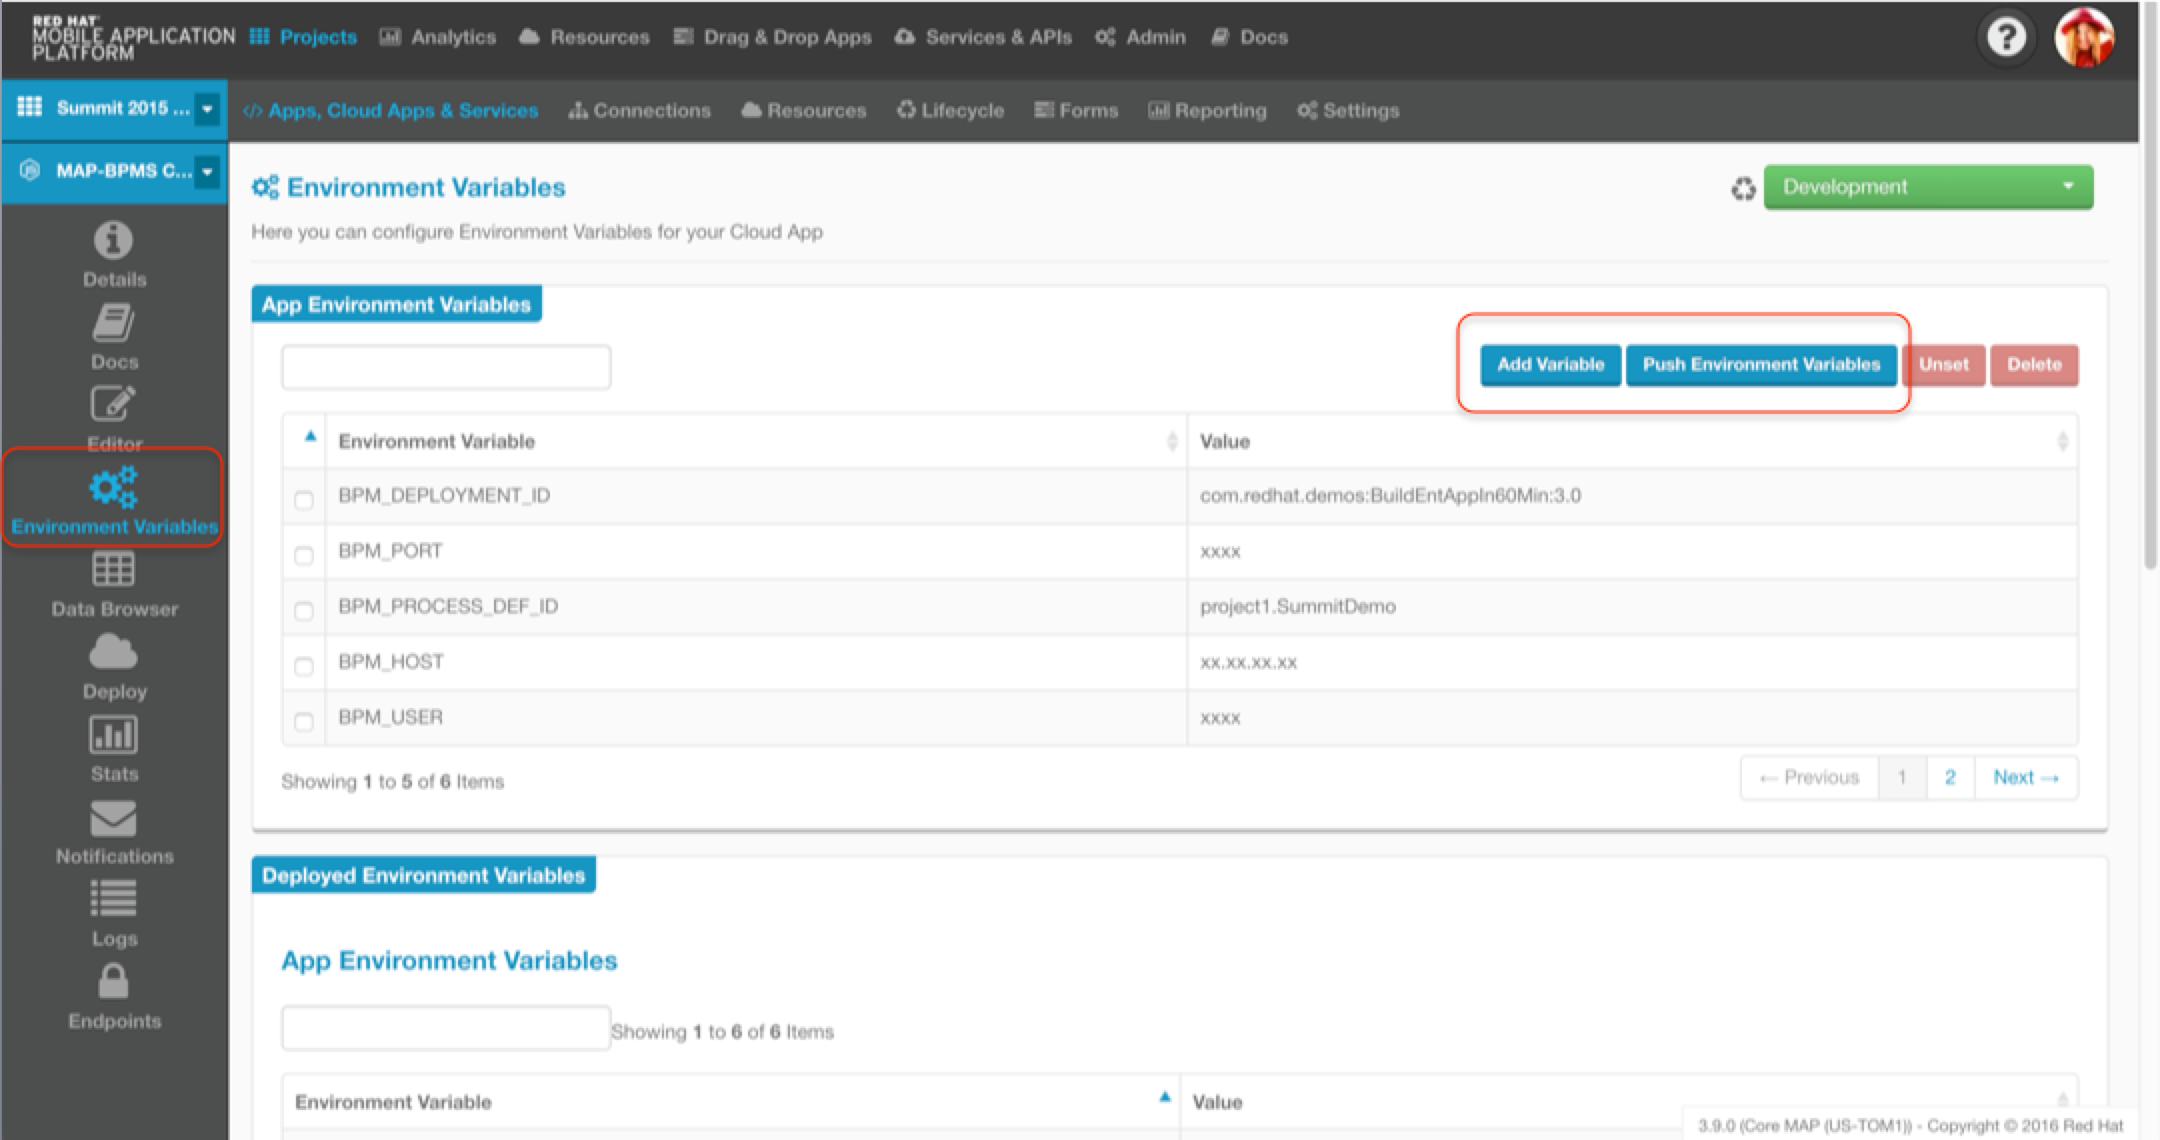 RED HAT
MOBILE APPLICATION
PLATFORM
Projects Analytics Resources Drag & Drop Apps Services & APIs Admin Docs ?
Summit 2015 ... </> Apps, Cloud Apps & Services Connections Resources Lifecycle Forms Reporting Settings
MAP-BPMS C...
Details
Docs
Editor
Environment Variables
Data Browser
Deploy
Stats
Notifications
Logs
Endpoints
Environment Variables
Development
Here you can configure Environment Variables for your Cloud App
App Environment Variables
Add Variable Push Environment Variables Unset Delete
Environment Variable Value
BPM_DEPLOYMENT_ID com.redhat.demos:BuildEntAppIn60Min:3.0
BPM_PORT xxxx
BPM_PROCESS_DEF_ID project1.SummitDemo
BPM_HOST xx.xx.xx.xx
BPM_USER xxxx
Showing 1 to 5 of 6 Items
← Previous 1 2 Next →
Deployed Environment Variables
App Environment Variables
Showing 1 to 6 of 6 Items
Environment Variable Value
3.9.0 (Core MAP (US-TOM1)) - Copyright © 2016 Red Hat